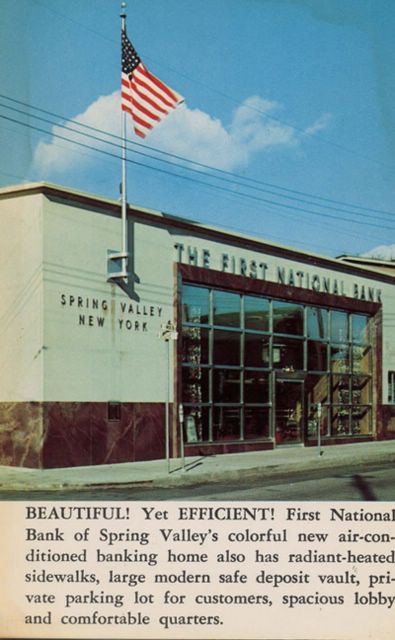 THE FIRST NATIONAL BANK
SPRING VALLEY
NEW YORK
BEAUTIFUL! Yet EFFICIENT! First National
Bank of Spring Valley's colorful new air-con-
ditioned banking home also has radiant-heated
sidewalks, large modern safe deposit vault, pri-
vate parking lot for customers, spacious lobby
and comfortable quarters.